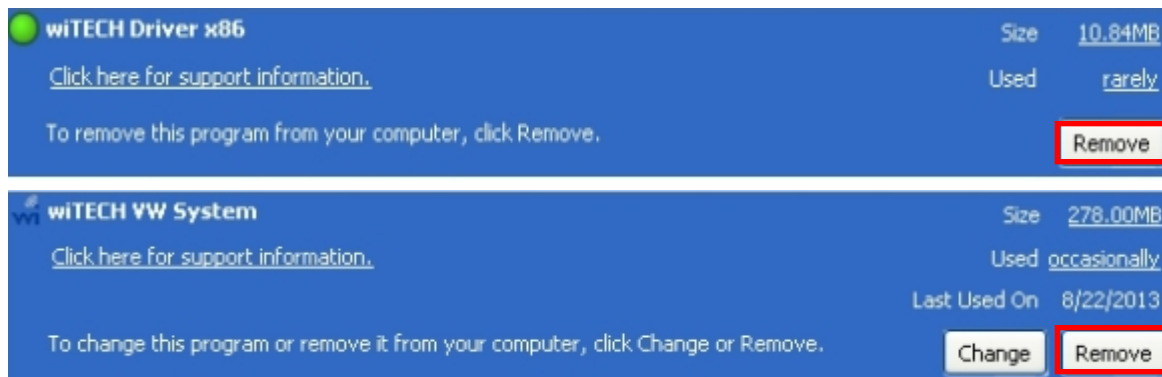 wiTECH Driver x86 Size 10.84MB
Click here for support information. Used rarely
To remove this program from your computer, click Remove.
Remove
wi wiTECH VW System Size 278.00MB
Click here for support information. Used occasionally
Last Used On 8/22/2013
To change this program or remove it from your computer, click Change or Remove.
Change Remove